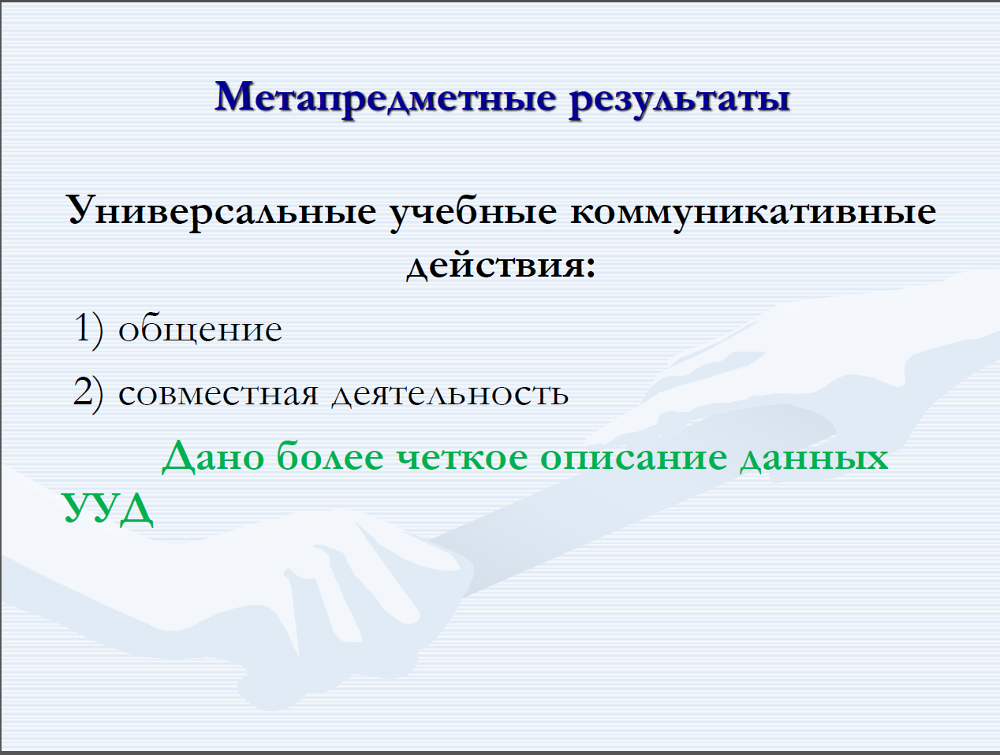 Метапредметные результаты
Универсальные учебные коммуникативные
действия:
1) общение
2) совместная деятельность
Дано более четкое описание данных
УУД